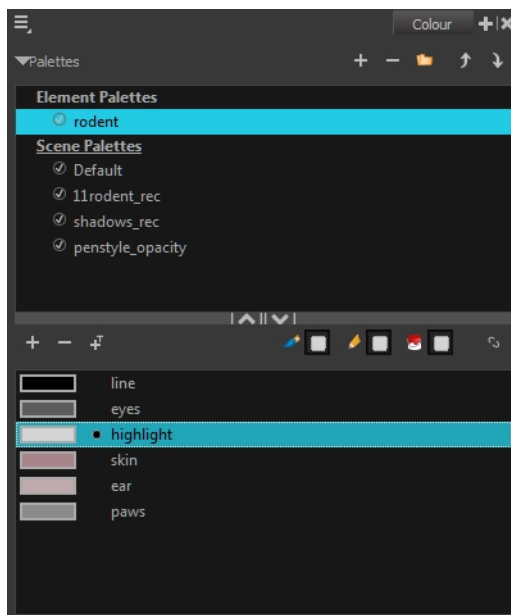 Colour
Palettes
Element Palettes
rodent
Scene Palettes
Default
11rodent_rec
shadows_rec
penstyle_opacity
line
eyes
highlight
skin
ear
paws